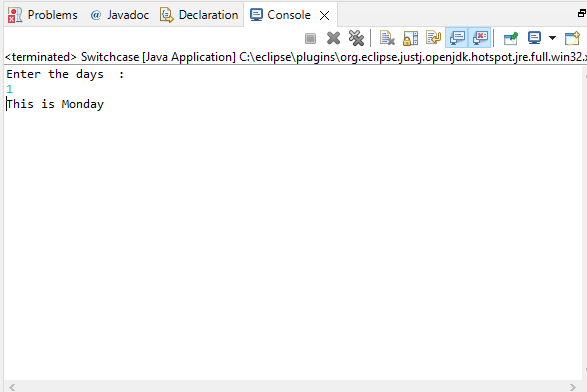 Problems @ Javadoc Declaration Console
<terminated> Switchcase [Java Application] C:\eclipse\plugins\org.eclipse.justj.openjdk.hotspot.jre.full.win32.x
Enter the days  :
1
This is Monday